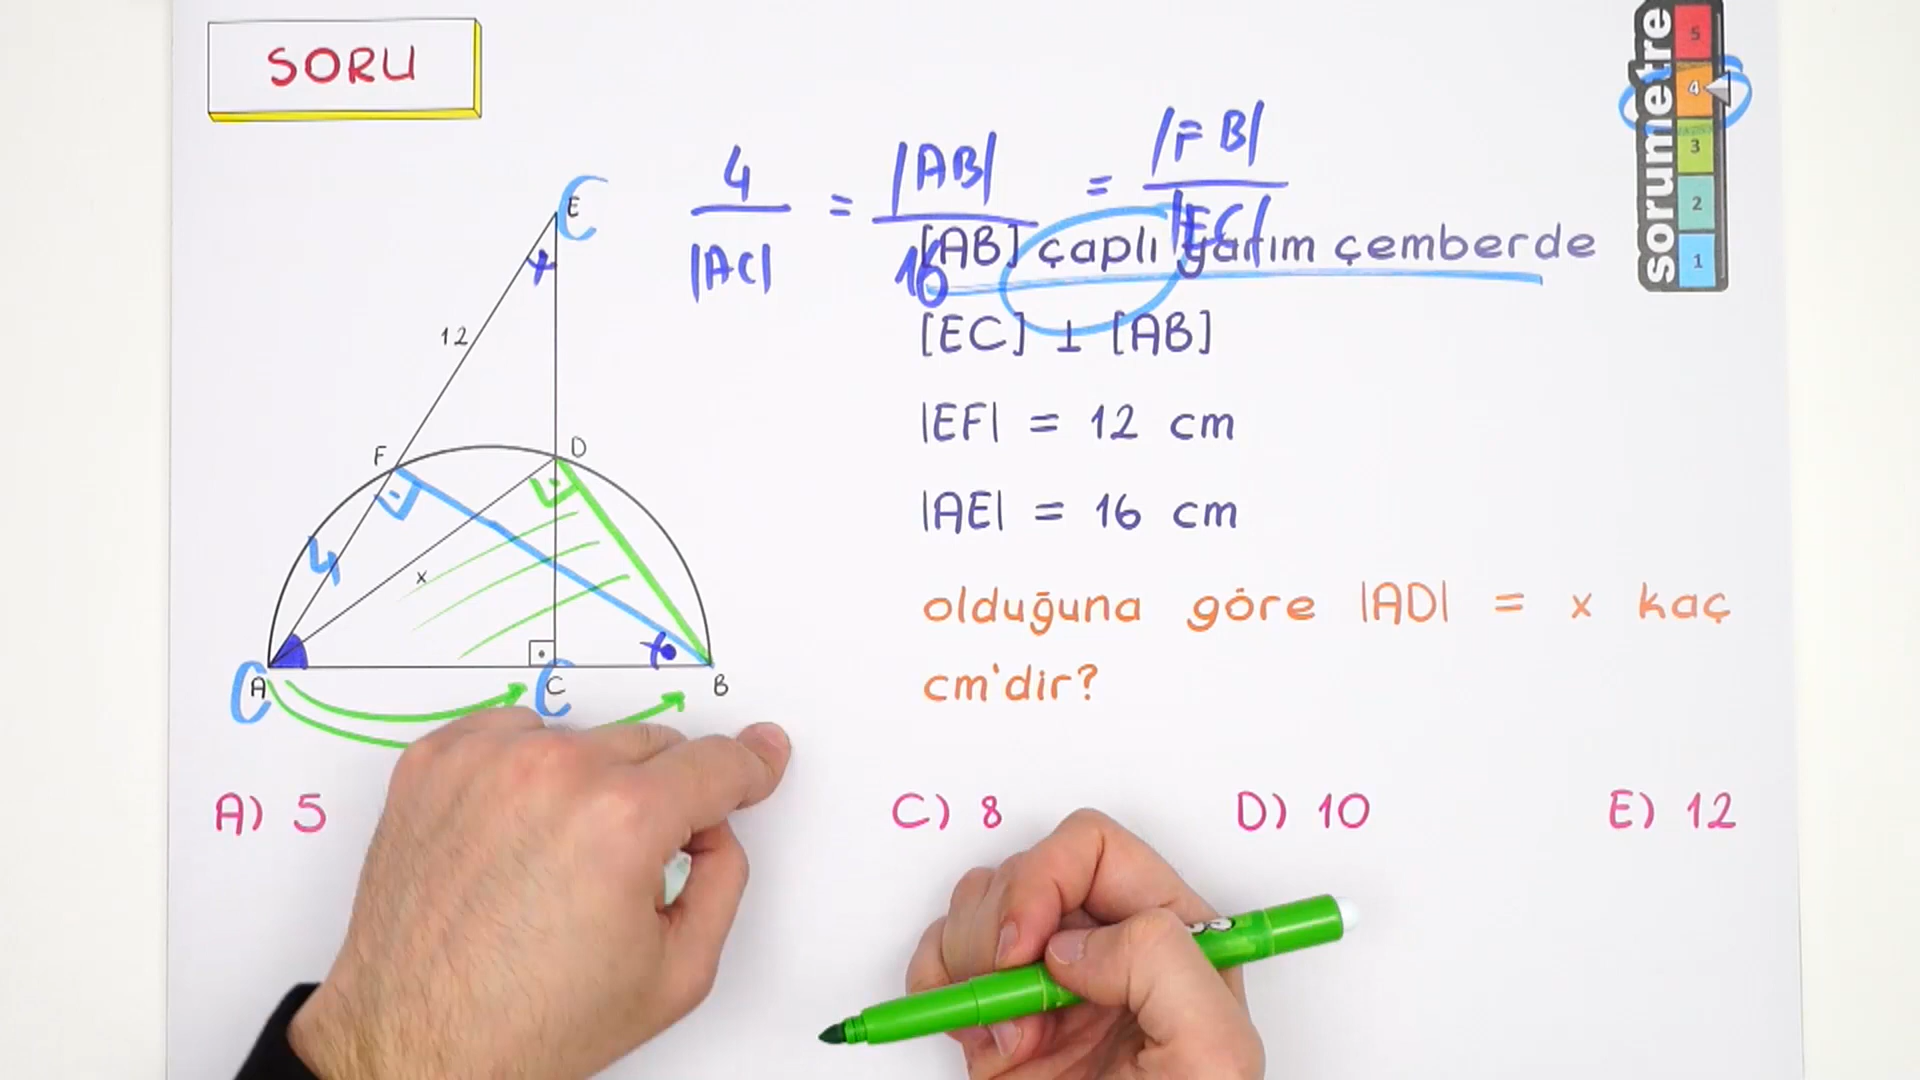 SORU
4 / |AC| = |AB| / 16 = |FB| / |EC|
[AB] çaplı yarım çemberde
[EC] ⊥ [AB]
|EF| = 12 cm
|AE| = 16 cm
olduğuna göre |AD| = x kaç
cm'dir?
E
x
12
F
D
4
x
x
A
C
B
A) 5
C) 8
D) 10
E) 12
sorumetre
5
4
3
2
1